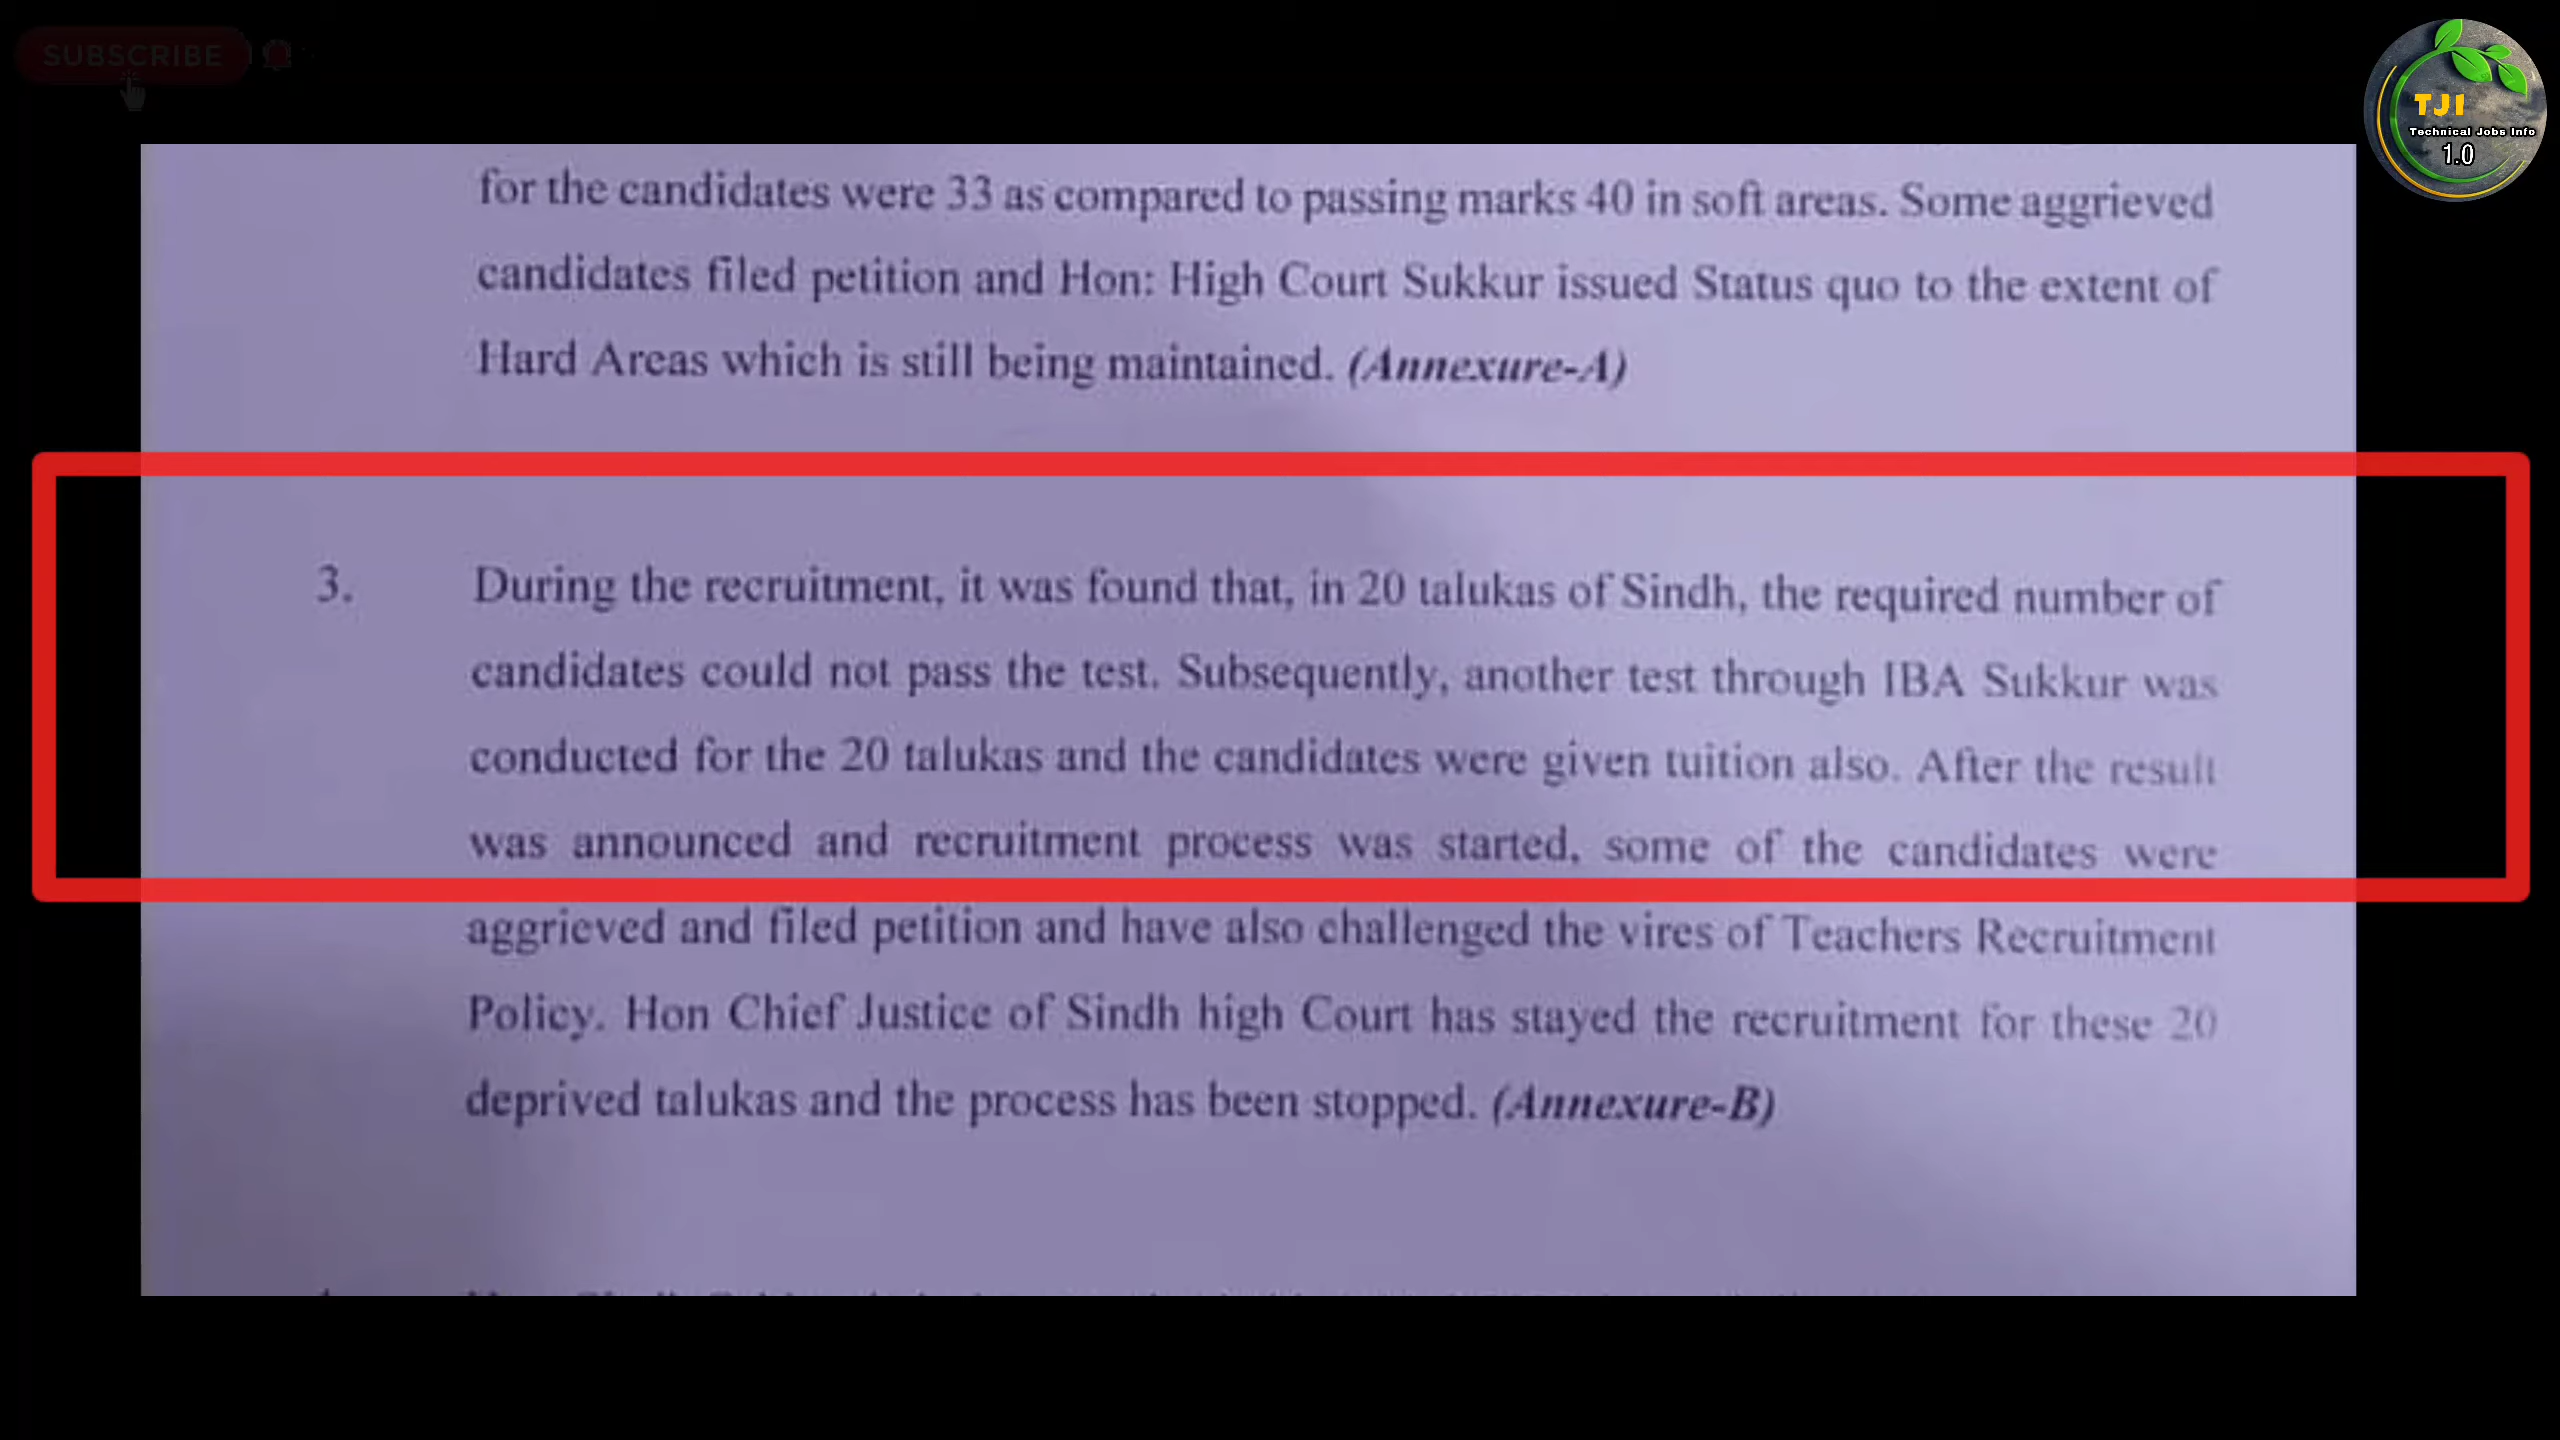 SUBSCRIBE
TJI
Technical Jobs Info
1.0
for the candidates were 33 as compared to passing marks 40 in soft areas. Some aggrieved
candidates filed petition and Hon: High Court Sukkur issued Status quo to the extent of
Hard Areas which is still being maintained. (Annexure-A)
3. During the recruitment, it was found that, in 20 talukas of Sindh, the required number of
candidates could not pass the test. Subsequently, another test through IBA Sukkur was
conducted for the 20 talukas and the candidates were given tuition also. After the result
was announced and recruitment process was started, some of the candidates were
aggrieved and filed petition and have also challenged the vires of Teachers Recruitment
Policy. Hon Chief Justice of Sindh high Court has stayed the recruitment for these 20
deprived talukas and the process has been stopped. (Annexure-B)